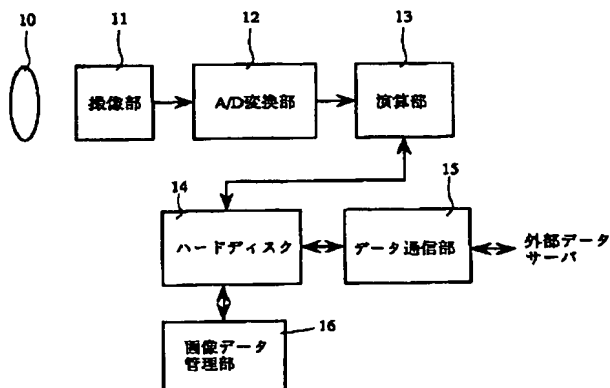 10
11
12
13
撮像部
A/D変換部
演算部
14
15
ハードディスク
データ通信部
外部データ
サーバ
16
画像データ
管理部